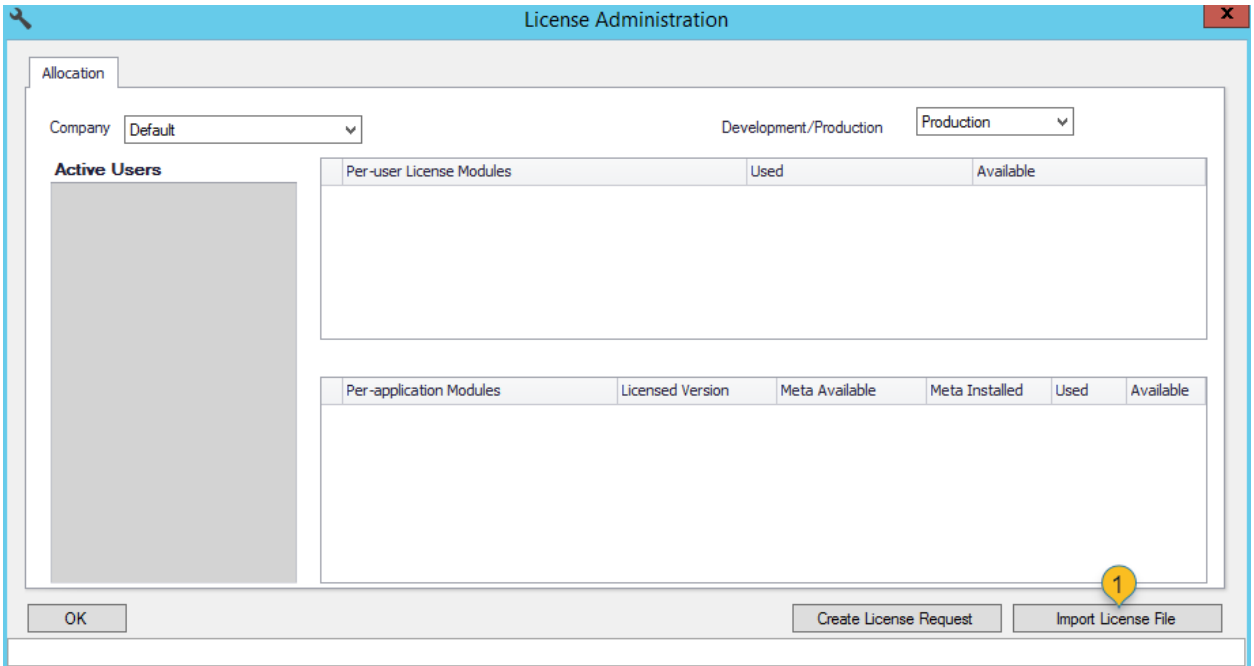 License Administration
x
Allocation
Company Default Development/Production Production
Active Users
Per-user License Modules Used Available
Per-application Modules Licensed Version Meta Available Meta Installed Used Available
1
OK Create License Request Import License File